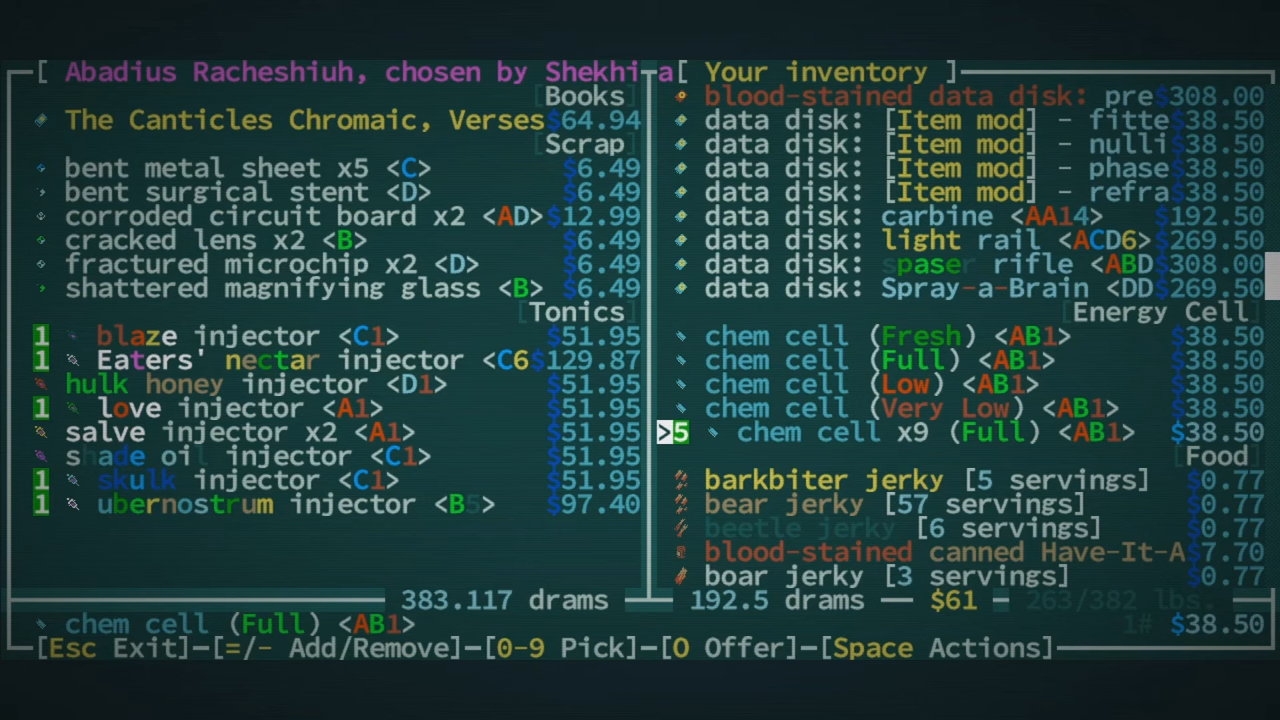 [ Abadius Racheshiuh, chosen by Shekhi a[ Your inventory ]
[Books]
The Canticles Chromaic, Verses $64.94
[Scrap]
bent metal sheet x5 <C> $6.49
bent surgical stent <D> $6.49
corroded circuit board x2 <AD> $12.99
cracked lens x2 <B> $6.49
fractured microchip x2 <D> $6.49
shattered magnifying glass <B> $6.49
[Tonics]
1 blaze injector <C1> $51.95
1 Eaters' nectar injector <C6 $129.87
hulk honey injector <D1> $51.95
1 love injector <A1> $51.95
salve injector x2 <A1> $51.95
shade oil injector <C1> $51.95
1 skulk injector <C1> $51.95
1 ubernostrum injector <B5> $97.40
383.117 drams
blood-stained data disk: pre $308.00
data disk: [Item mod] - fitte $38.50
data disk: [Item mod] - nulli $38.50
data disk: [Item mod] - phase $38.50
data disk: [Item mod] - refra $38.50
data disk: carbine <AA14> $192.50
data disk: light rail <ACD6> $269.50
data disk: spaser rifle <ABD $308.00
data disk: Spray-a-Brain <DD $269.50
[Energy Cell]
chem cell (Fresh) <AB1> $38.50
chem cell (Full) <AB1> $38.50
chem cell (Low) <AB1> $38.50
chem cell (Very Low) <AB1> $38.50
>5 chem cell x9 (Full) <AB1> $38.50
[Food]
barkbiter jerky [5 servings] $0.77
bear jerky [57 servings] $0.77
beetle jerky [6 servings] $0.77
blood-stained canned Have-It-A $7.70
boar jerky [3 servings] $0.77
192.5 drams — $61 — 263/382 lbs.
chem cell (Full) <AB1> 1# $38.50
[Esc Exit]—[=/- Add/Remove]—[0-9 Pick]—[O Offer]—[Space Actions]